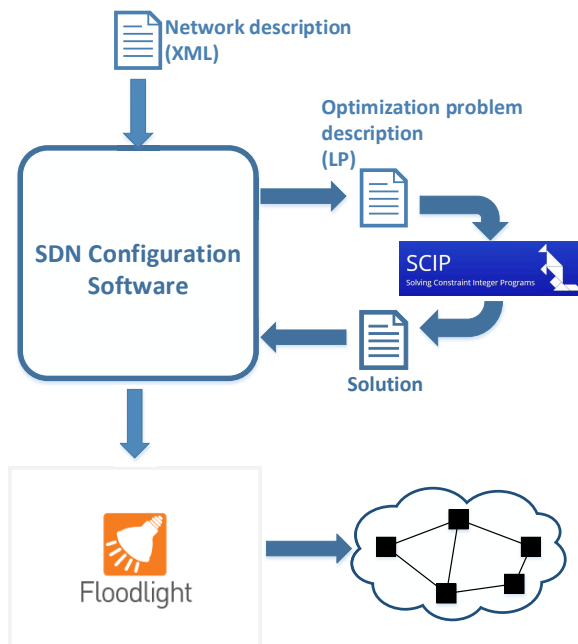 Network description
(XML)
Optimization problem
description
(LP)
SDN Configuration
Software
SCIP
Solving Constraint Integer Programs
Solution
Floodlight